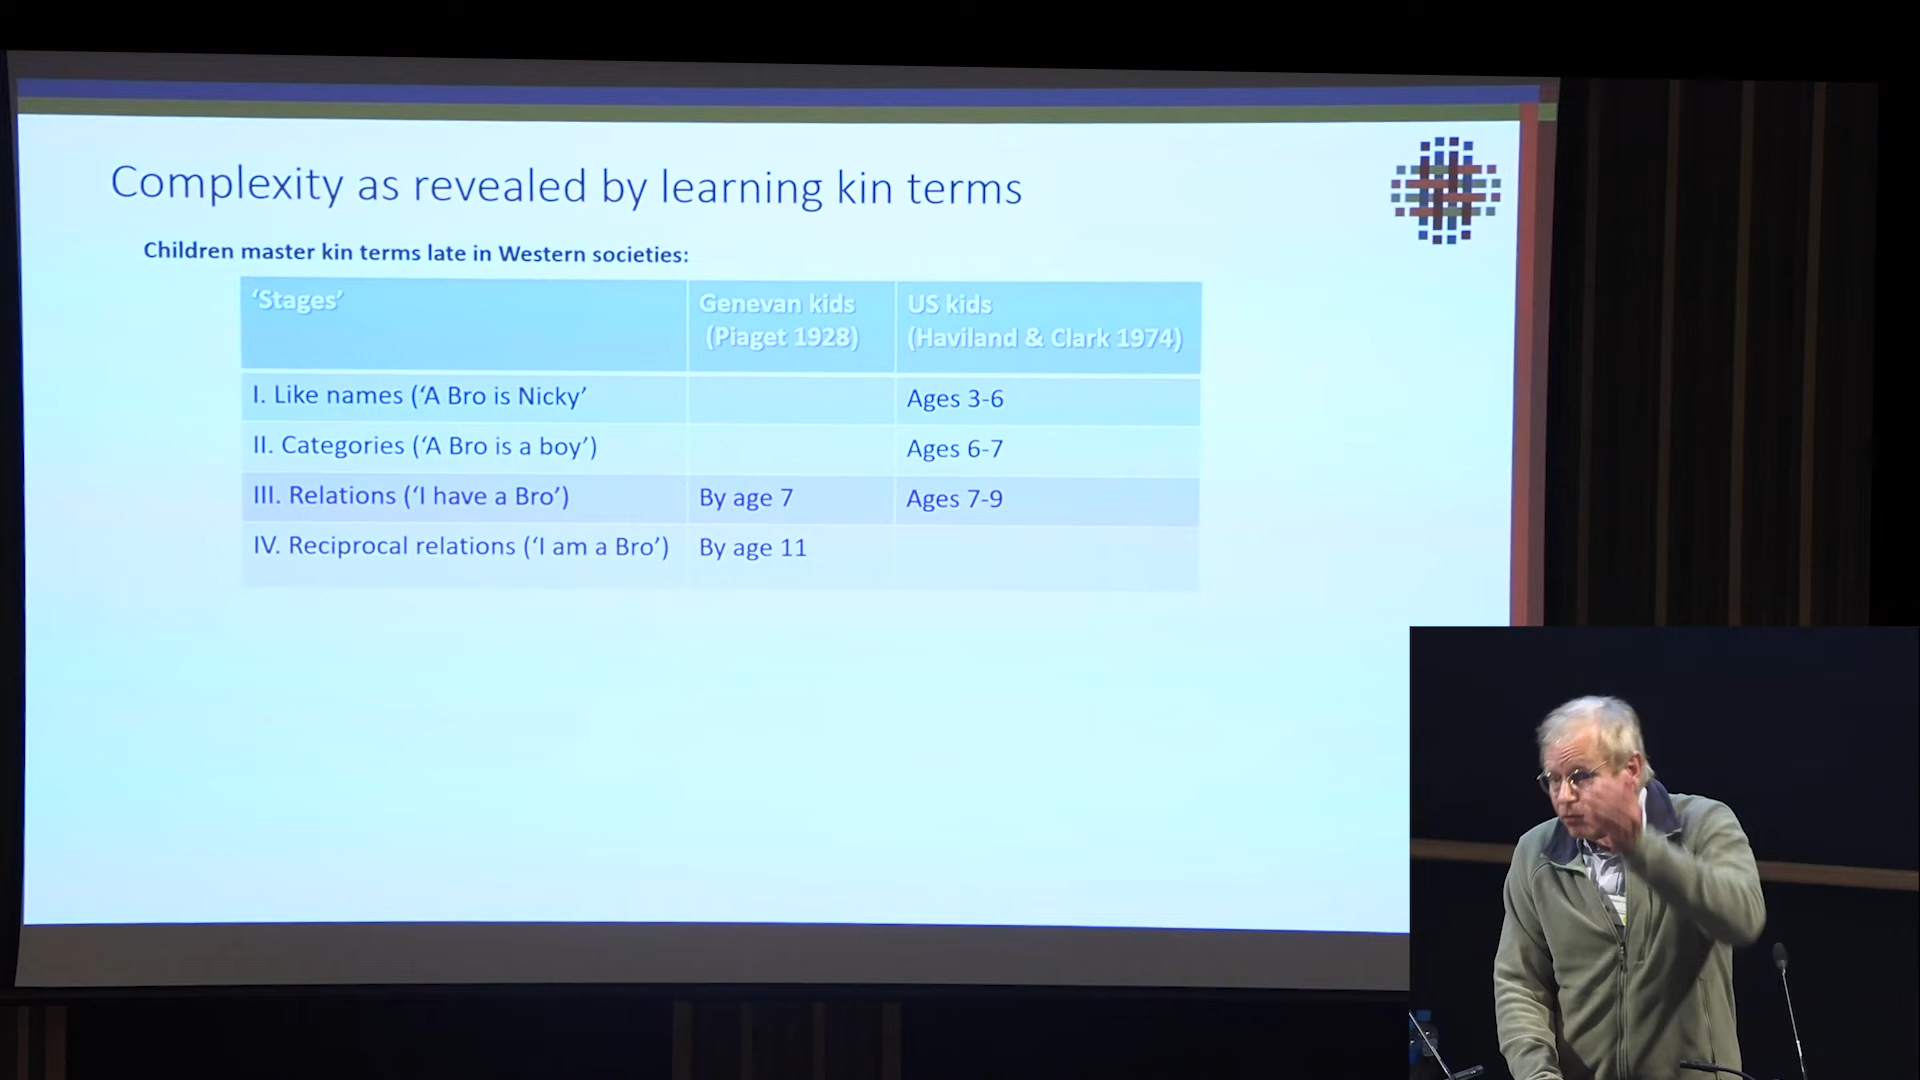 Complexity as revealed by learning kin terms
Children master kin terms late in Western societies:
‘Stages’ Genevan kids US kids
(Piaget 1928) (Haviland & Clark 1974)
I. Like names (‘A Bro is Nicky’ Ages 3-6
II. Categories (‘A Bro is a boy’) Ages 6-7
III. Relations (‘I have a Bro’) By age 7 Ages 7-9
IV. Reciprocal relations (‘I am a Bro’) By age 11